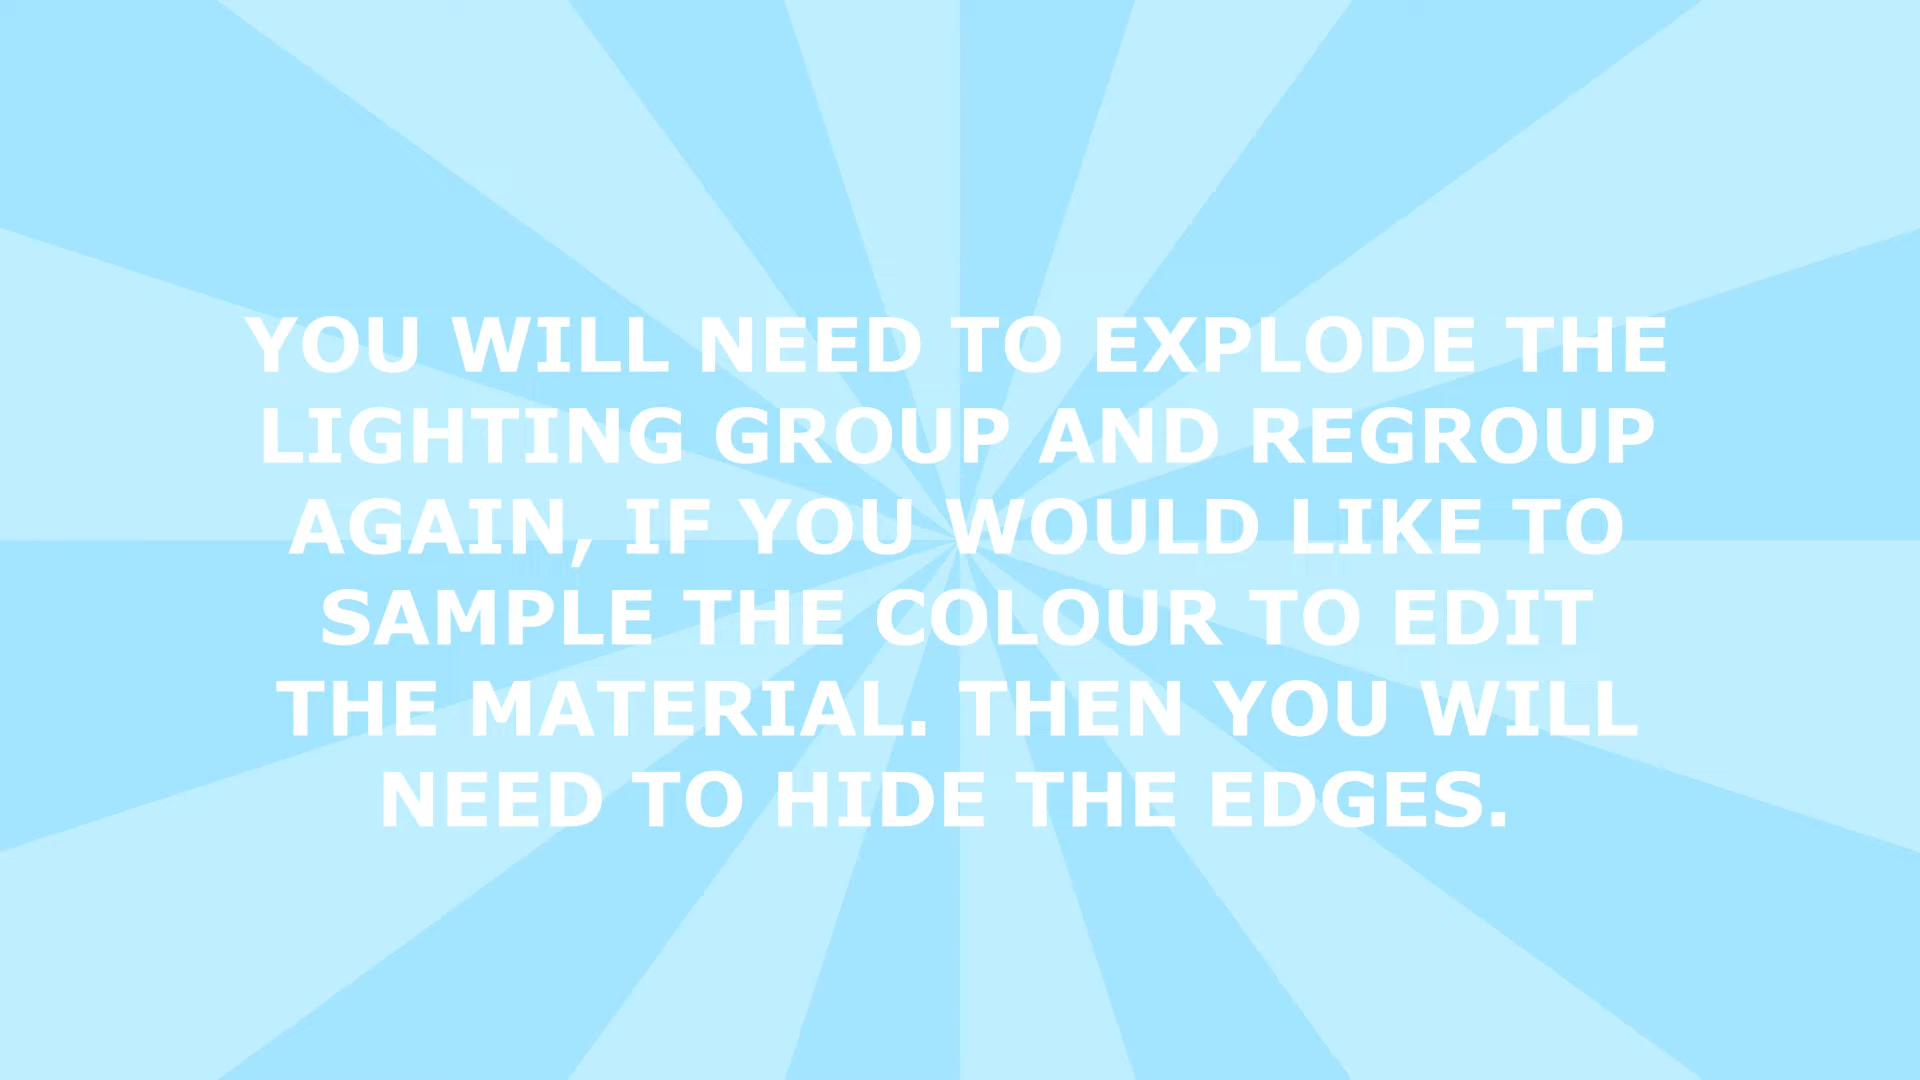 YOU WILL NEED TO EXPLODE THE
LIGHTING GROUP AND REGROUP
AGAIN, IF YOU WOULD LIKE TO
SAMPLE THE COLOUR TO EDIT
THE MATERIAL. THEN YOU WILL
NEED TO HIDE THE EDGES.